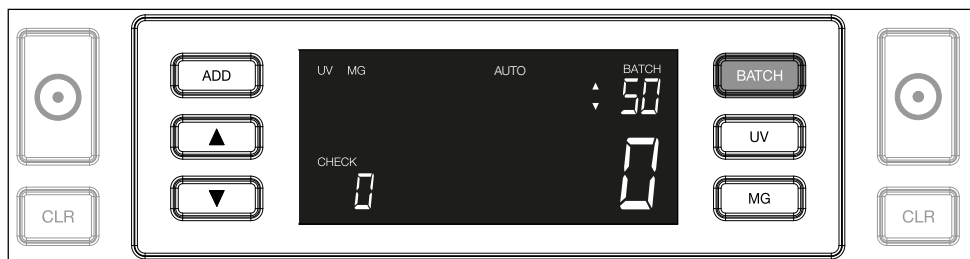 ADD
UV MG AUTO BATCH
50
BATCH
UV
CHECK
0
0
MG
CLR
CLR